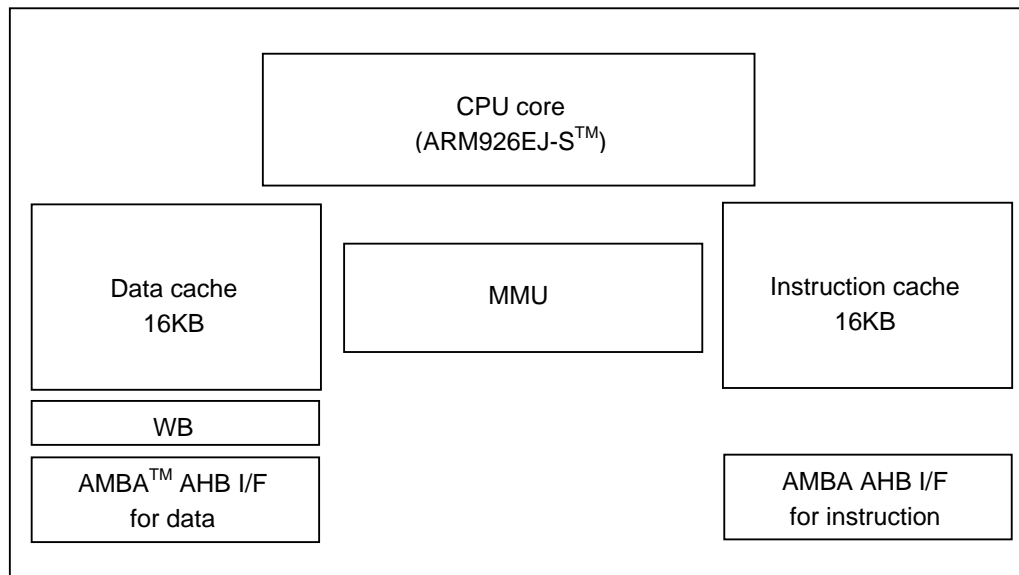 CPU core
(ARM926EJ-S™)
Data cache
16KB
MMU
Instruction cache
16KB
WB
AMBA™ AHB I/F
for data
AMBA AHB I/F
for instruction